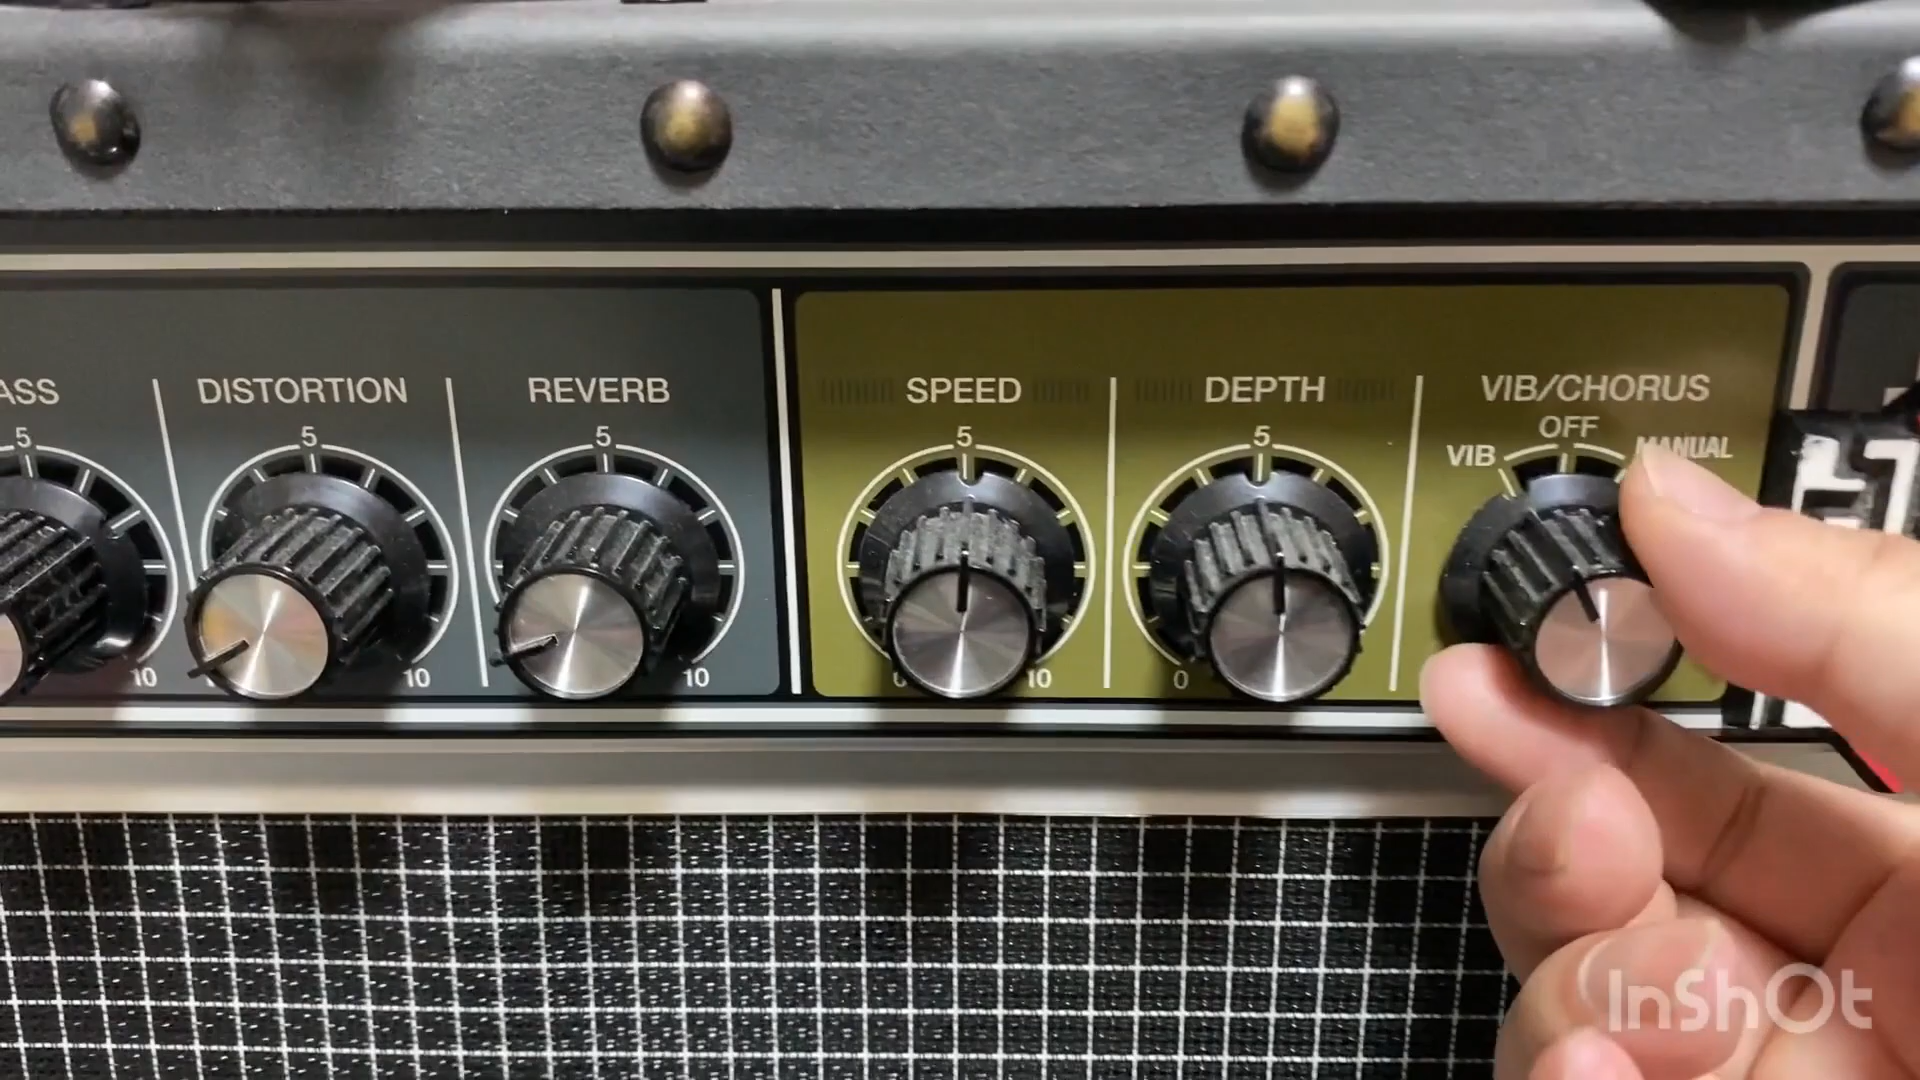 ASS
DISTORTION
REVERB
SPEED
DEPTH
VIB/CHORUS
5
5
5
5
5
OFF
VIB
MANUAL
10
10
10
10
0
InShOt